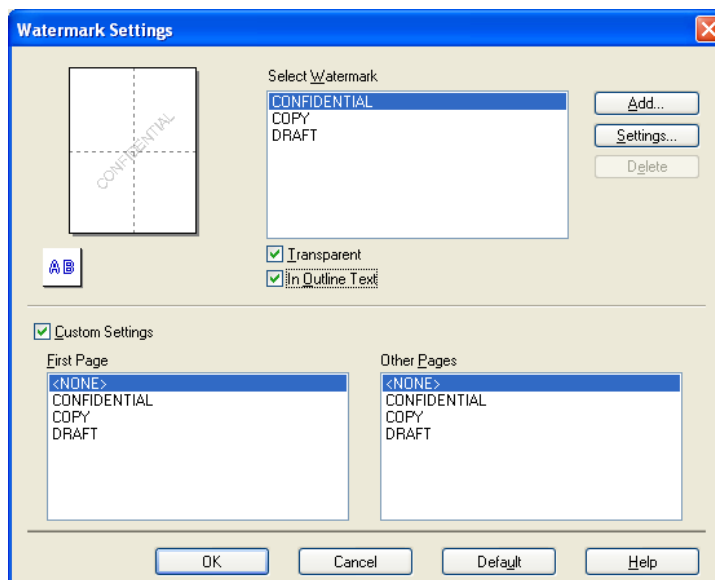 Watermark Settings
Select Watermark
CONFIDENTIAL
COPY
DRAFT
Add...
Settings...
Delete
CONFIDENTIAL
AB
Transparent
In Outline Text
Custom Settings
First Page
<NONE>
CONFIDENTIAL
COPY
DRAFT
Other Pages
<NONE>
CONFIDENTIAL
COPY
DRAFT
OK
Cancel
Default
Help